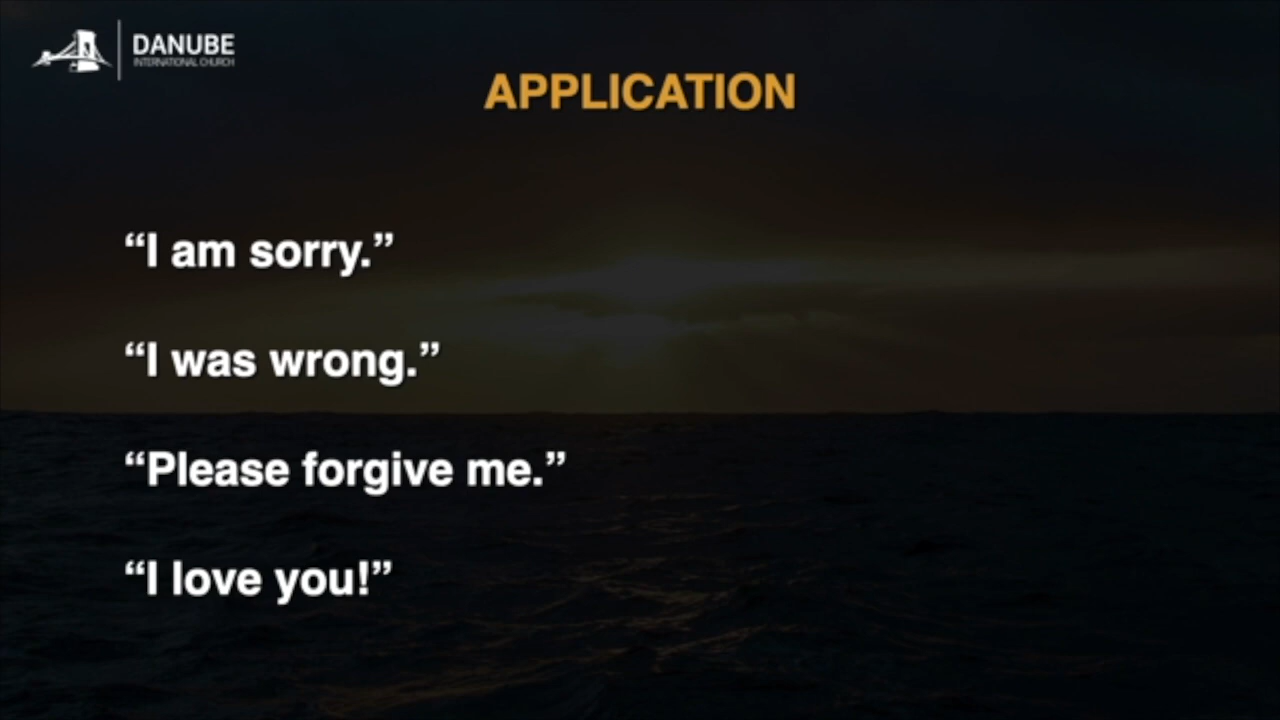 DANUBE
INTERNATIONAL CHURCH
APPLICATION
“I am sorry.”
“I was wrong.”
“Please forgive me.”
“I love you!”